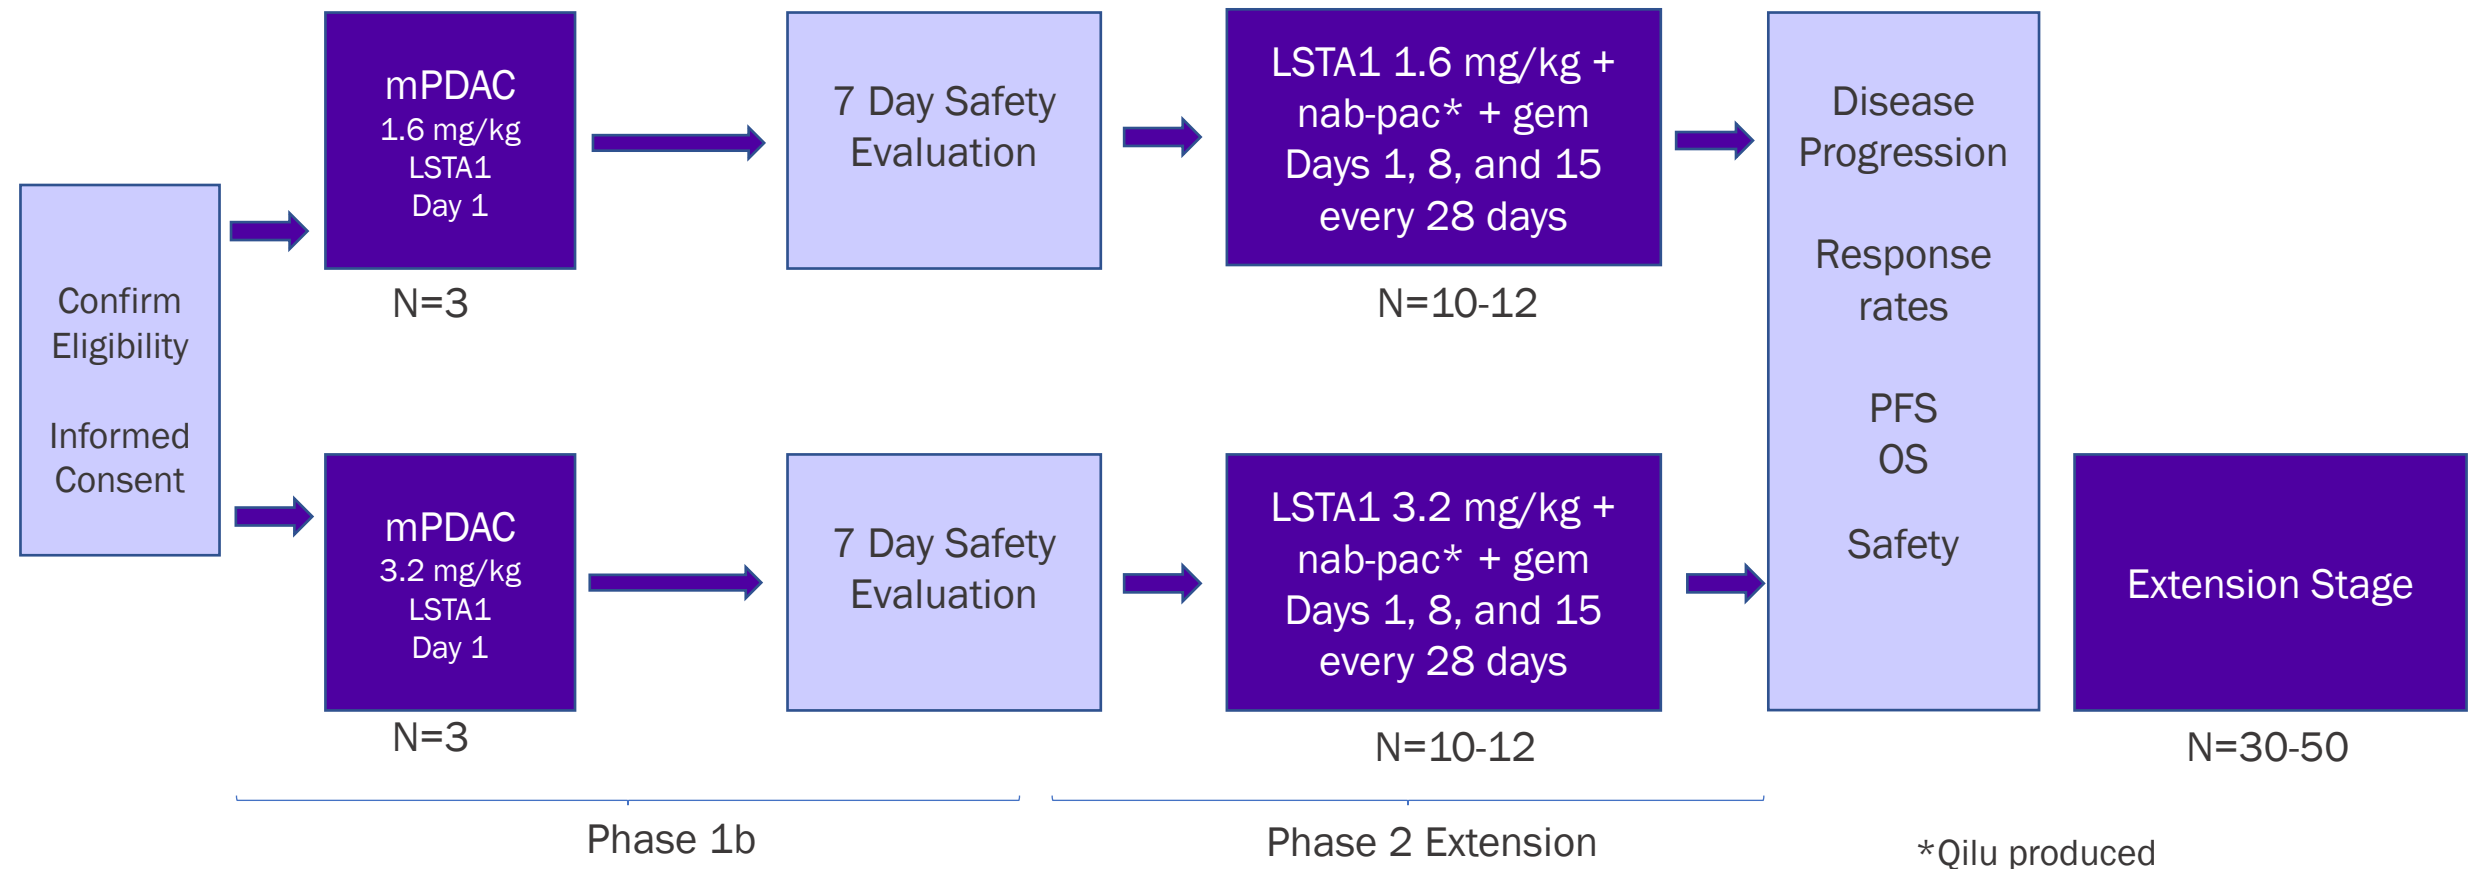 Confirm
Eligibility
Informed
Consent
mPDAC
1.6 mg/kg
LSTA1
Day 1
N=3
7 Day Safety
Evaluation
LSTA1 1.6 mg/kg +
nab-pac* + gem
Days 1, 8, and 15
every 28 days
N=10-12
mPDAC
3.2 mg/kg
LSTA1
Day 1
N=3
7 Day Safety
Evaluation
LSTA1 3.2 mg/kg +
nab-pac* + gem
Days 1, 8, and 15
every 28 days
N=10-12
Disease
Progression
Response
rates
PFS
OS
Safety
Extension Stage
N=30-50
Phase 1b
Phase 2 Extension
*Qilu produced